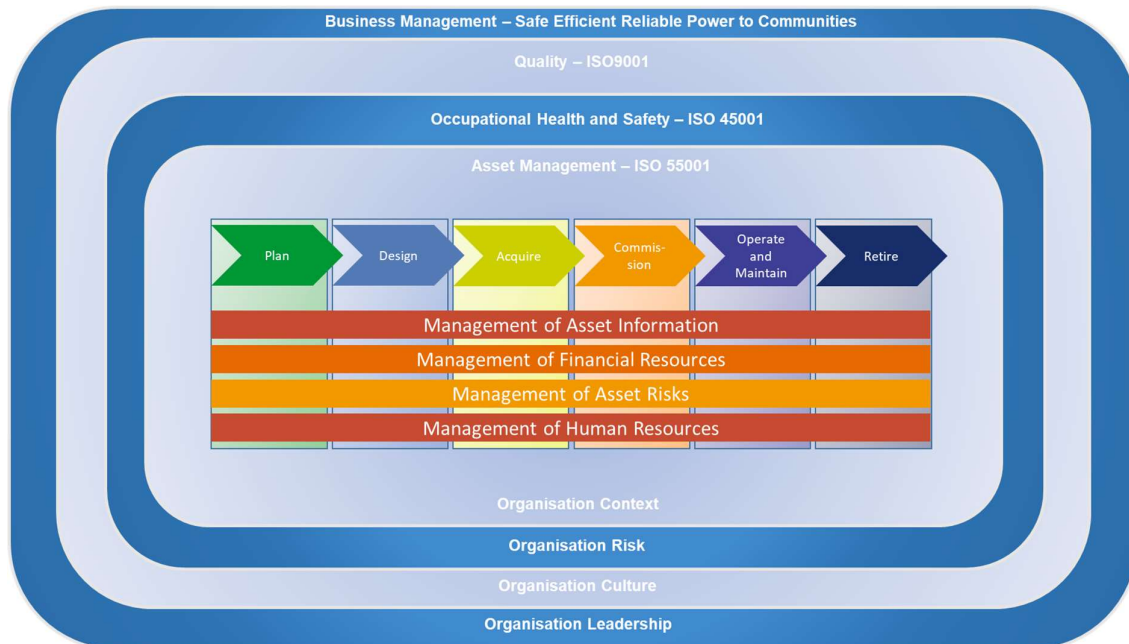 Business Management – Safe Efficient Reliable Power to Communities
Quality – ISO9001
Occupational Health and Safety – ISO 45001
Asset Management – ISO 55001
Plan
Design
Acquire
Commis-
sion
Operate
and
Maintain
Retire
Management of Asset Information
Management of Financial Resources
Management of Asset Risks
Management of Human Resources
Organisation Context
Organisation Risk
Organisation Culture
Organisation Leadership